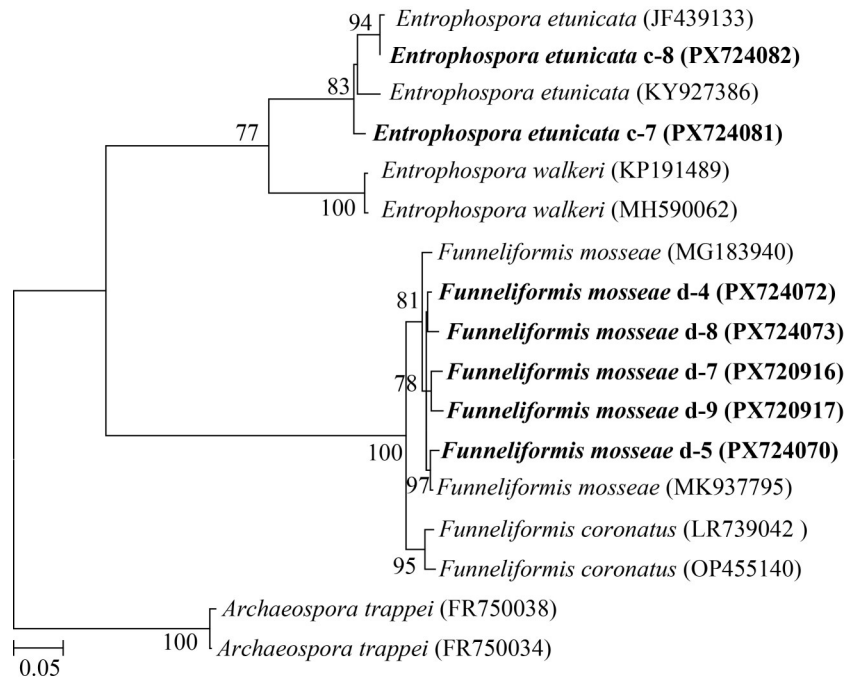 94
Entrophospora etunicata (JF439133)
Entrophospora etunicata c-8 (PX724082)
83
Entrophospora etunicata (KY927386)
77
Entrophospora etunicata c-7 (PX724081)
Entrophospora walkeri (KP191489)
100
Entrophospora walkeri (MH590062)
Funneliformis mosseae (MG183940)
81
Funneliformis mosseae d-4 (PX724072)
Funneliformis mosseae d-8 (PX724073)
78
Funneliformis mosseae d-7 (PX720916)
Funneliformis mosseae d-9 (PX720917)
100
Funneliformis mosseae d-5 (PX724070)
97
Funneliformis mosseae (MK937795)
Funneliformis coronatus (LR739042 )
95
Funneliformis coronatus (OP455140)
Archaeospora trappei (FR750038)
100
Archaeospora trappei (FR750034)
0.05